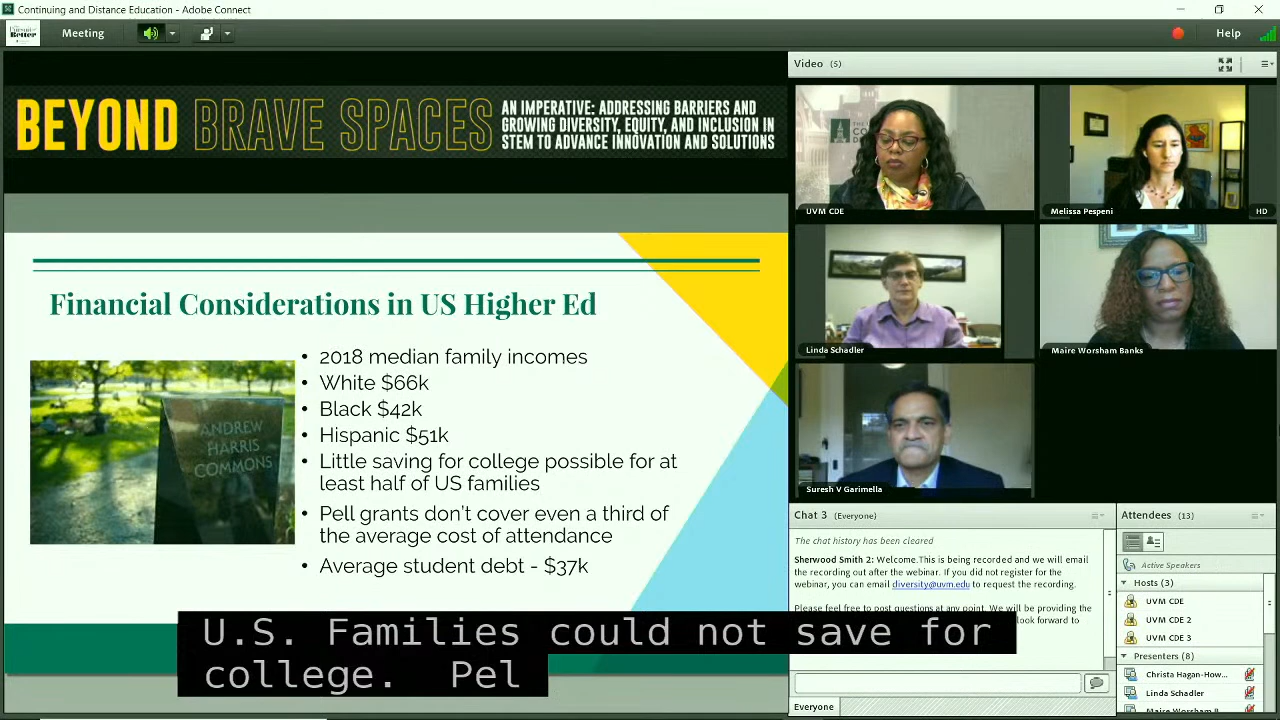 Continuing and Distance Education - Adobe Connect
Meeting
Help
BEYOND BRAVE SPACES
AN IMPERATIVE: ADDRESSING BARRIERS AND
GROWING DIVERSITY, EQUITY, AND INCLUSION IN
STEM TO ADVANCE INNOVATION AND SOLUTIONS
Financial Considerations in US Higher Ed
ANDREW
HARRIS
COMMONS
• 2018 median family incomes
• White $66k
• Black $42k
• Hispanic $51k
• Little saving for college possible for at
least half of US families
• Pell grants don't cover even a third of
the average cost of attendance
• Average student debt - $37k
U.S. Families could not save for
college. Pel
Video (5)
UVM CDE
Melissa Pespeni
HD
Linda Schadler
Maire Worsham Banks
Suresh V Garimella
Chat 3 (Everyone)
The chat history has been cleared
Sherwood Smith 2: Welcome.This is being recorded and we will email
the recording out after the webinar. If you did not register for the
webinar, you can email diversity@uvm.edu to request the recording.
Please feel free to post questions at any point. We will be providing the
look forward to
Everyone
Attendees (13)
Active Speakers
Hosts (3)
UVM CDE
UVM CDE 2
UVM CDE 3
Presenters (8)
Christa Hagan-How...
Linda Schadler
Maire Worsham B